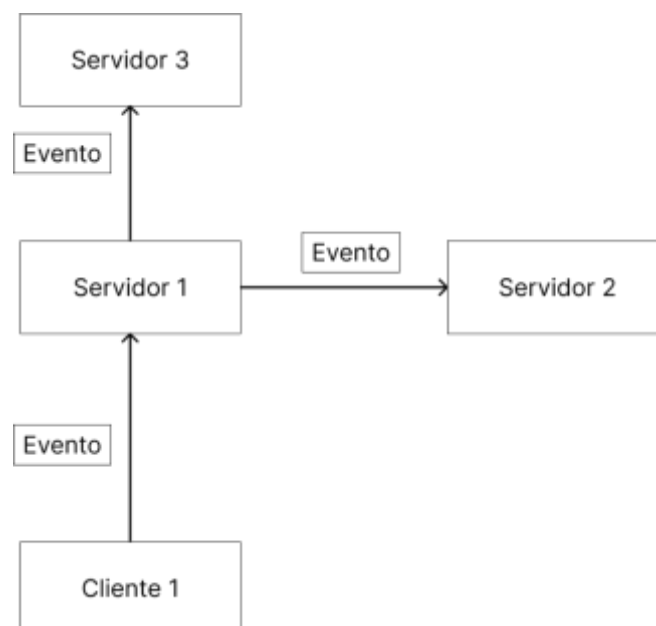 Servidor 3
Evento
Evento
Servidor 1
Servidor 2
Evento
Cliente 1